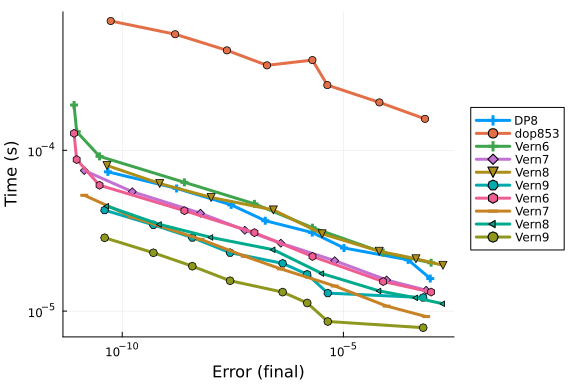 Time (s)
10⁻⁴
10⁻⁵
10⁻¹⁰
10⁻⁵
Error (final)
DP8
dop853
Vern6
Vern7
Vern8
Vern9
Vern6
Vern7
Vern8
Vern9